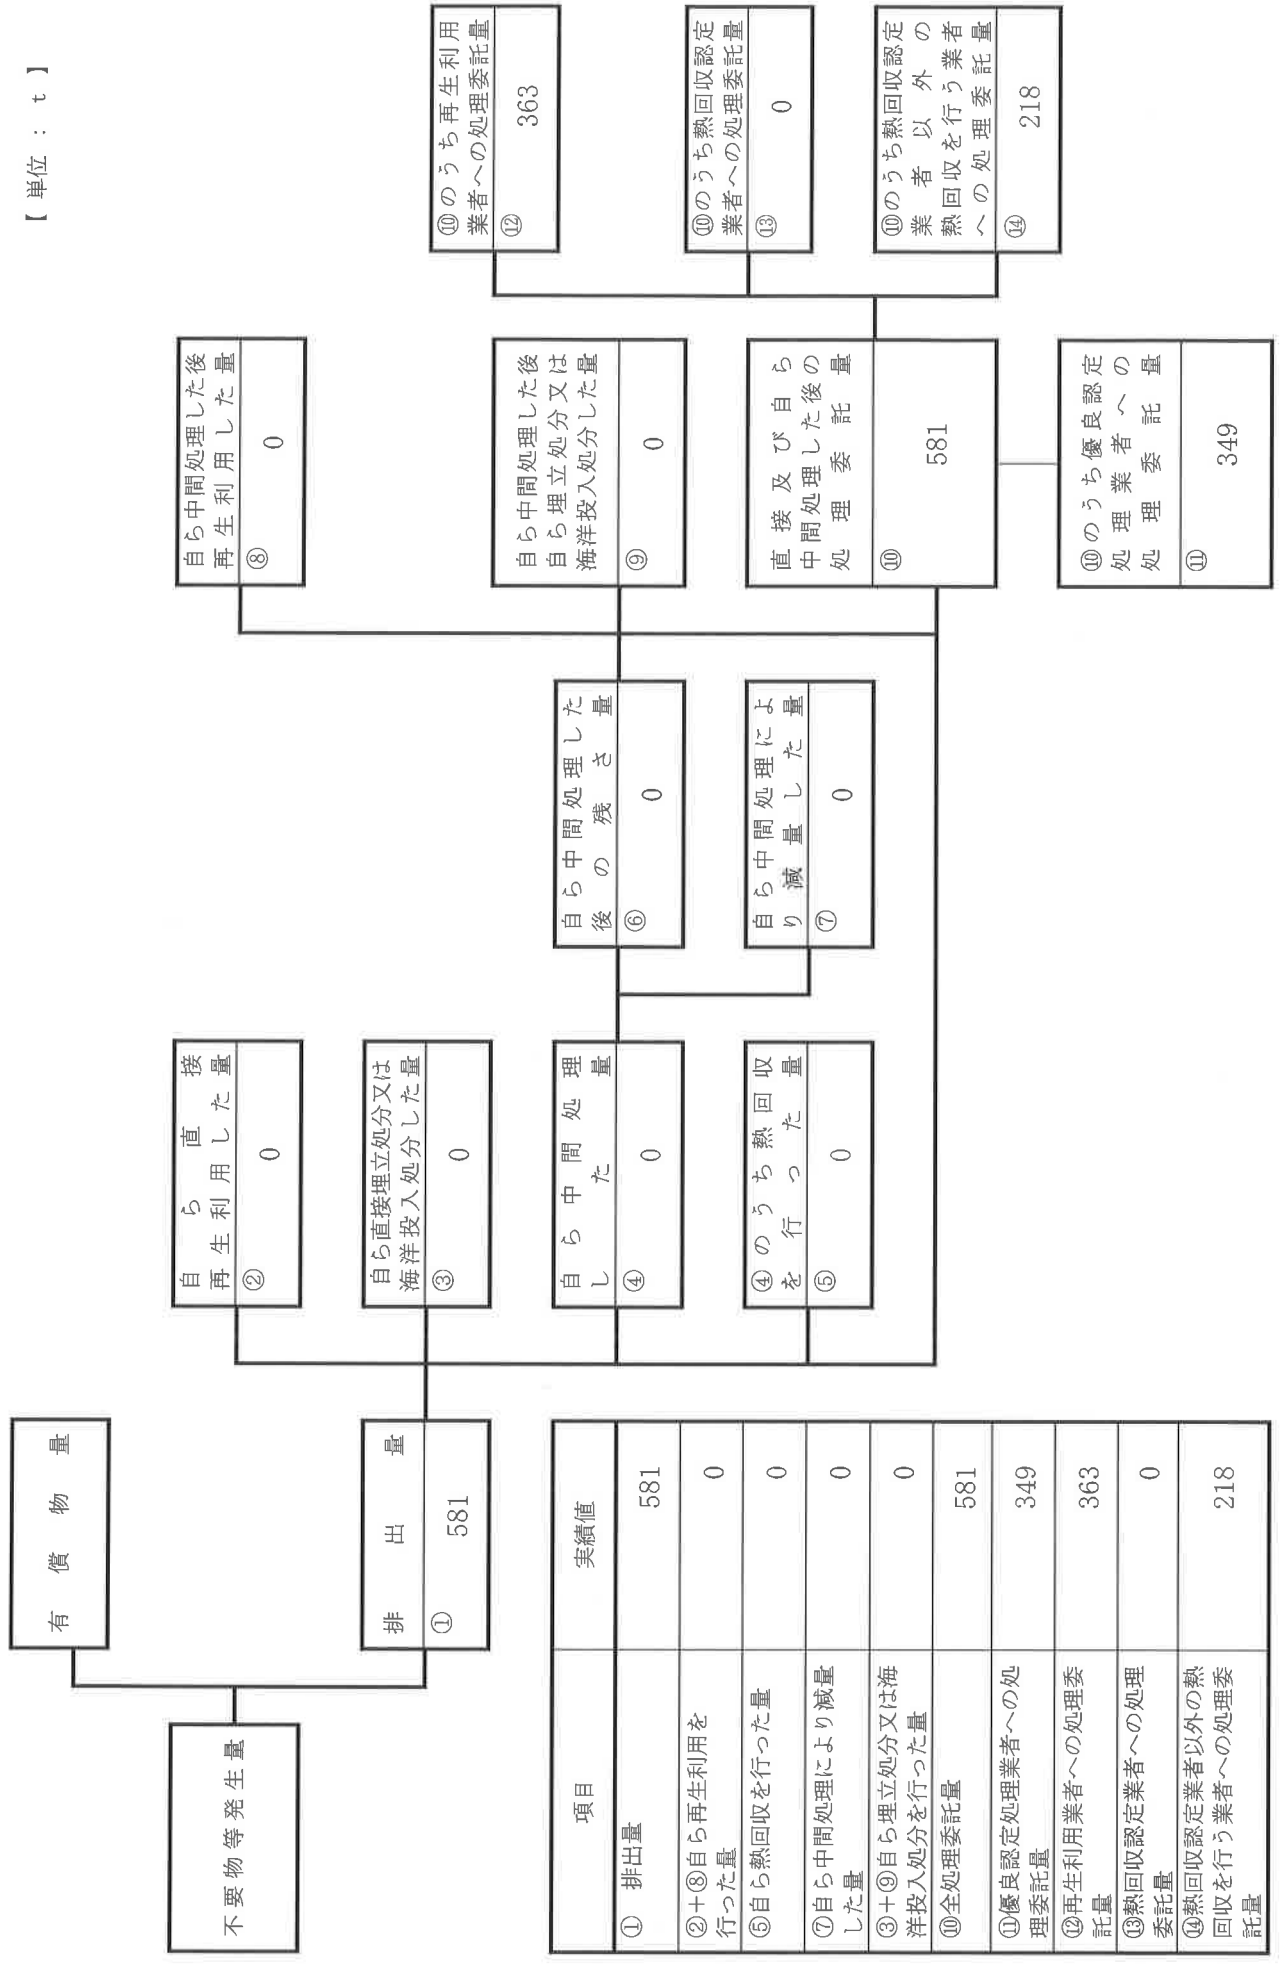 【 単位 : t 】
不要物等発生量
有償物量
排出量
①
581
自ら直接
再生利用した量
②
0
自ら直接埋立処分又は
海洋投入処分した量
③
0
自ら中間処理
した量
④
0
④のうち熱回収
を行った量
⑤
0
自ら中間処理した
後の残さ量
⑥
0
自ら中間処理によ
り減量した量
⑦
0
自ら中間処理した後
再生利用した量
⑧
0
自ら中間処理した後
自ら埋立処分又は
海洋投入処分した量
⑨
0
直接及び自ら
中間処理した後の
処理委託量
⑩
581
⑩のうち優良認定
処理業者への
処理委託量
⑪
349
⑩のうち再生利用
業者への処理委託量
⑫
363
⑩のうち熱回収認定
業者への処理委託量
⑬
0
⑩のうち熱回収認定
業者以外の
熱回収を行う業者
への処理委託量
⑭
218
項目 実績値
① 排出量 581
②+⑧自ら再生利用を
行った量 0
⑤自ら熱回収を行った量 0
⑦自ら中間処理により減量
した量 0
③+⑨自ら埋立処分又は海
洋投入処分を行った量 0
⑩全処理委託量 581
⑪優良認定処理業者への処
理委託量 349
⑫再生利用業者への処理委
託量 363
⑬熱回収認定業者への処理
委託量 0
⑭熱回収認定業者以外の熱
回収を行う業者への処理委
託量 218